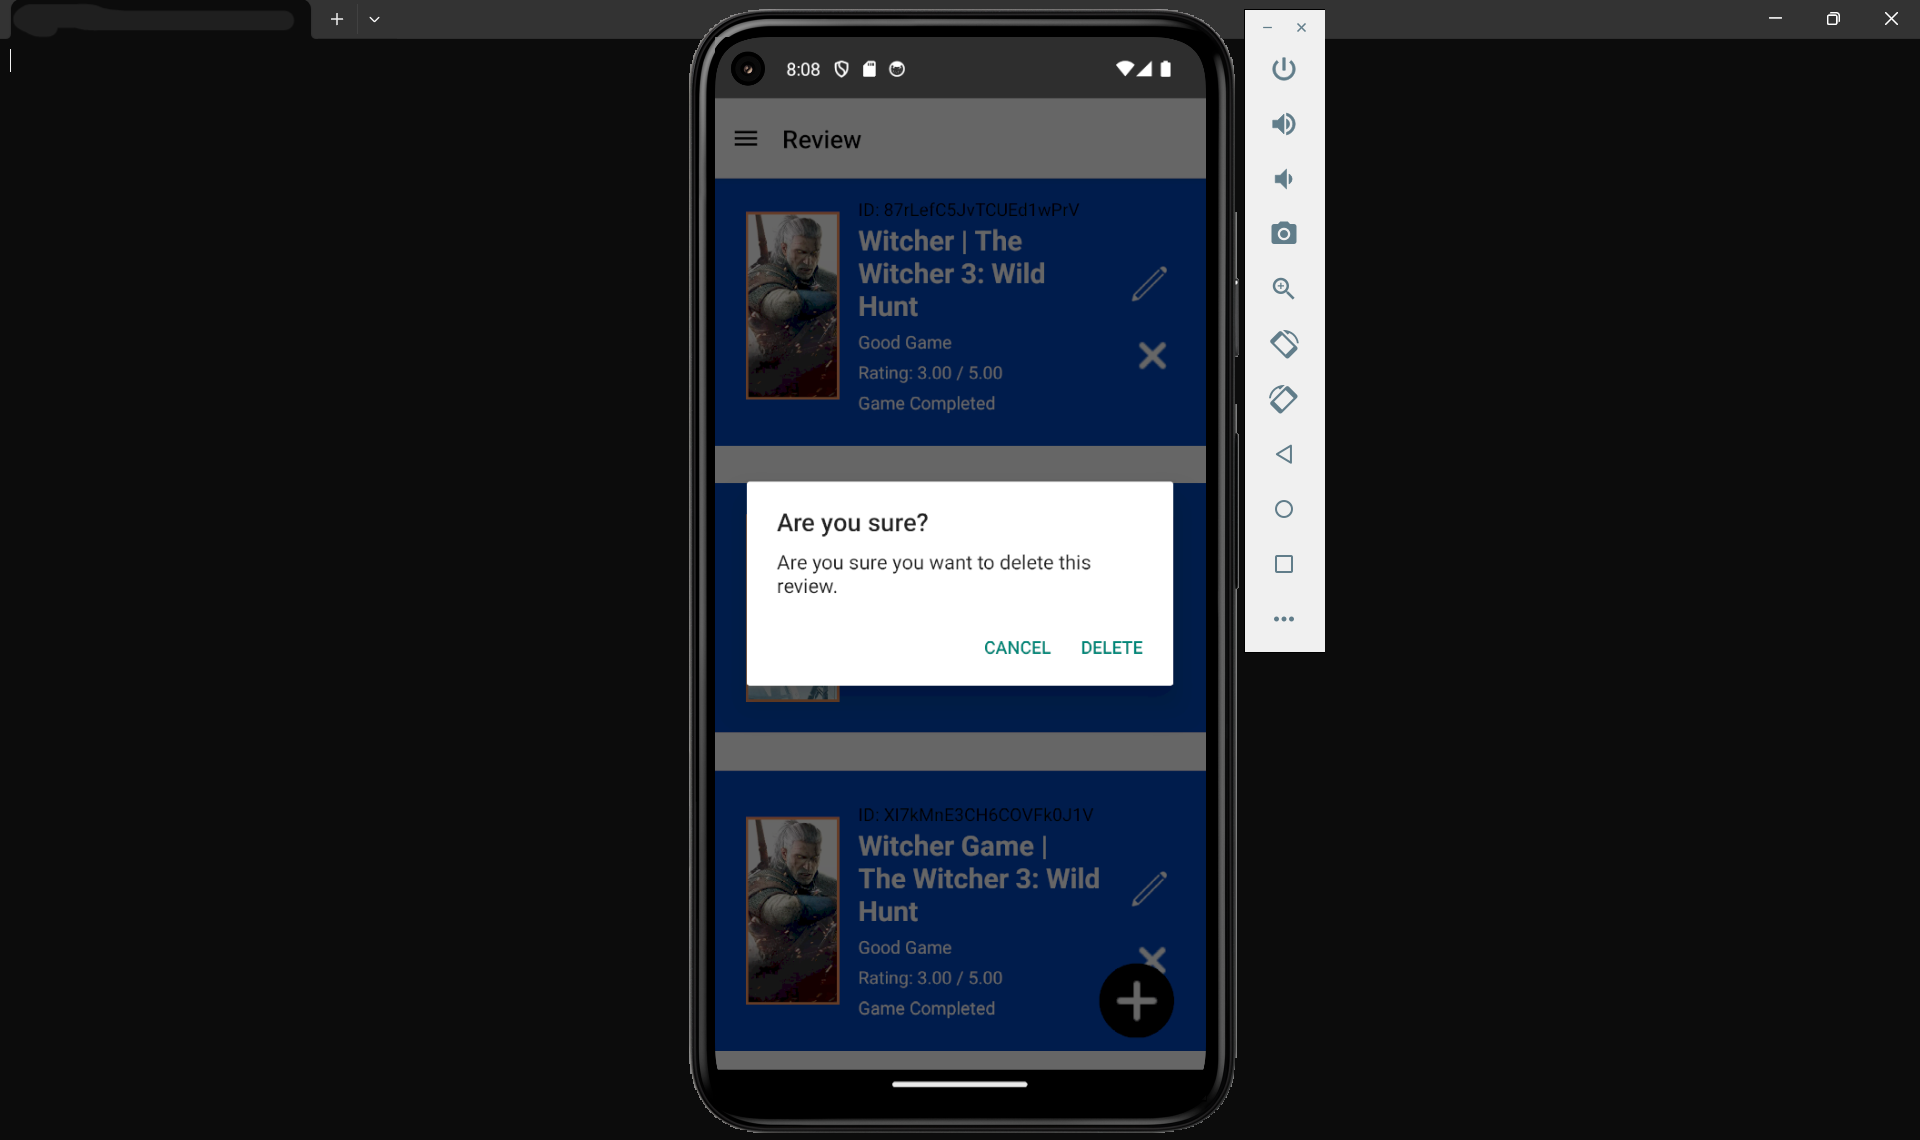 8:08
Review
ID: 87rLefC5JvTCUEd1wPrV
Witcher | The
Witcher 3: Wild
Hunt
Good Game
Rating: 3.00 / 5.00
Game Completed
Are you sure?
Are you sure you want to delete this
review.
CANCEL DELETE
ID: XI7kMnE3CH6COVFk0J1V
Witcher Game |
The Witcher 3: Wild
Hunt
Good Game
Rating: 3.00 / 5.00
Game Completed